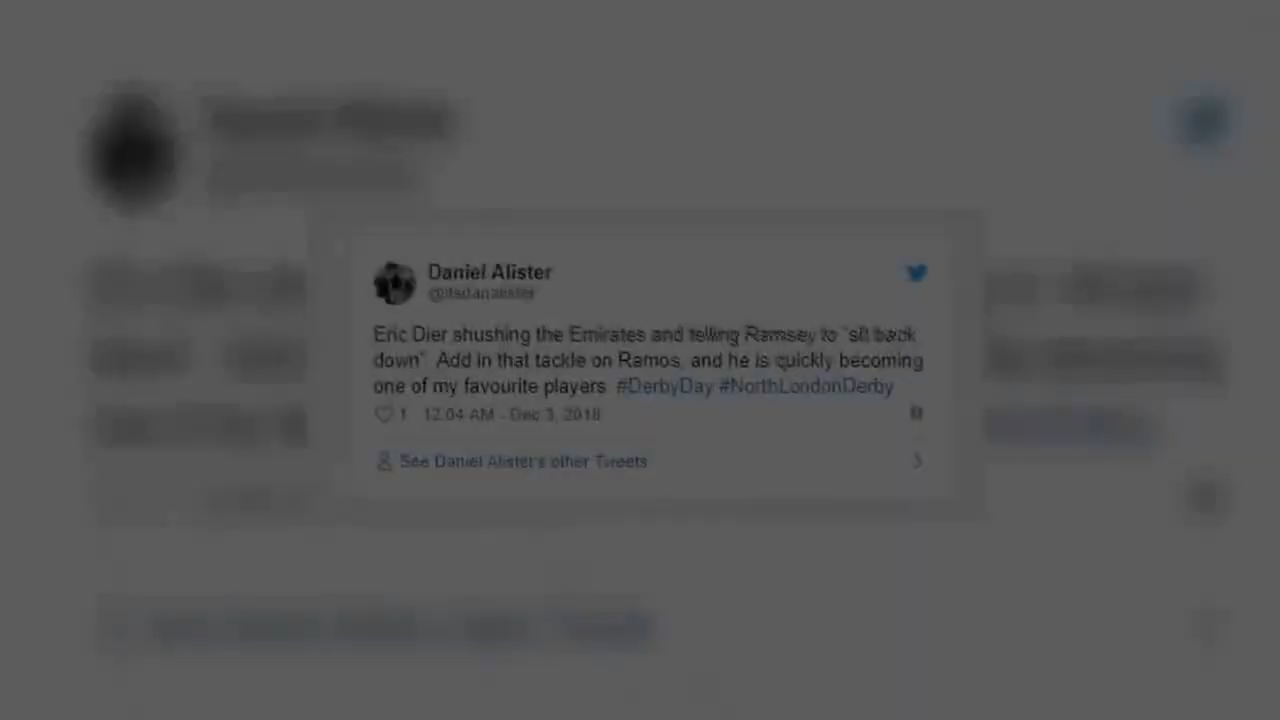 Daniel Alister
@itsdanalister
Eric Dier shushing the Emirates and telling Ramsey to "sit back
down" Add in that tackle on Ramos, and he is quickly becoming
one of my favourite players #DerbyDay #NorthLondonDerby
1 12:04 AM - Dec 3, 2018
See Daniel Alister's other Tweets